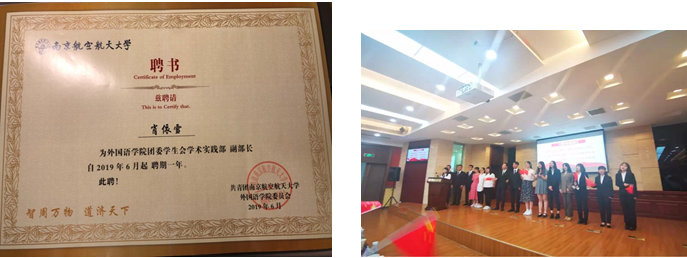 南京航空航天大学
聘书
Certificate of Employment
兹聘请
This is to Certify that.
肖依雪
为外国语学院团委学生会学术实践部 副部长
自2019年6月起 聘期一年。
此聘！
共青团南京航空航天大学
外国语学院委员会
2019年6月
智周万物 道济天下